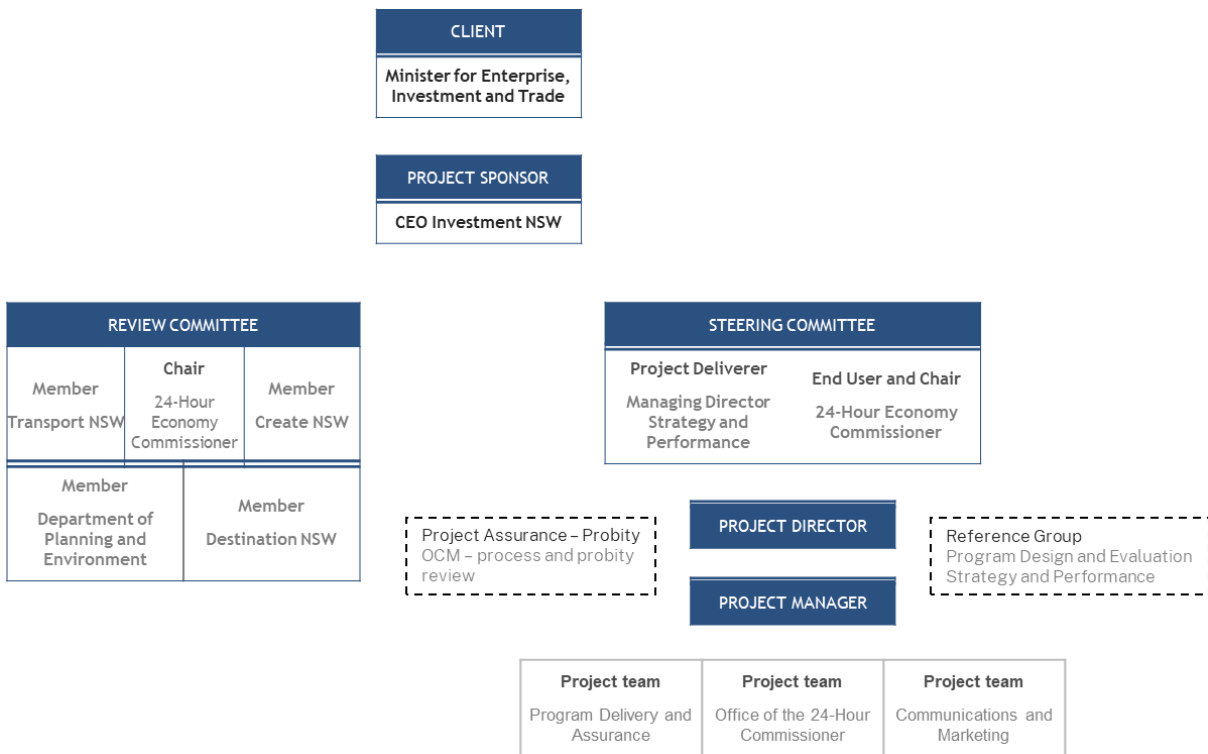 CLIENT
Minister for Enterprise,
Investment and Trade
PROJECT SPONSOR
CEO Investment NSW
REVIEW COMMITTEE
Member
Transport NSW
Chair
24-Hour
Economy
Commissioner
Member
Create NSW
Member
Department of
Planning and
Environment
Member
Destination NSW
STEERING COMMITTEE
Project Deliverer
Managing Director
Strategy and
Performance
End User and Chair
24-Hour Economy
Commissioner
Project Assurance – Probity
OCM – process and probity
review
PROJECT DIRECTOR
PROJECT MANAGER
Reference Group
Program Design and Evaluation
Strategy and Performance
Project team
Program Delivery and
Assurance
Project team
Office of the 24-Hour
Commissioner
Project team
Communications and
Marketing